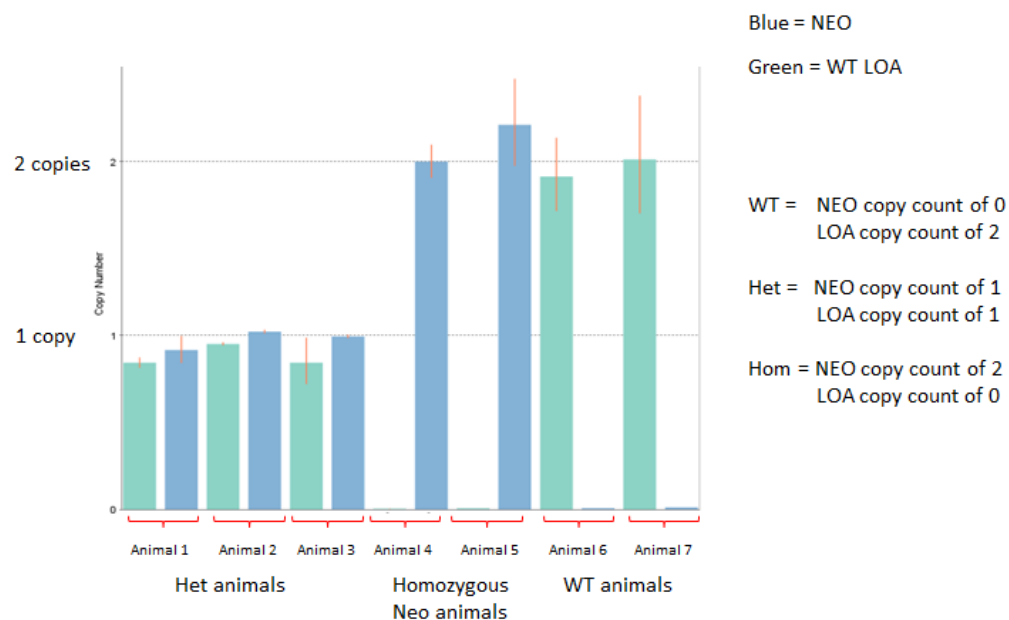 Blue = NEO
Green = WT LOA
2 copies
2
WT = NEO copy count of 0
LOA copy count of 2
Copy Number
Het = NEO copy count of 1
LOA copy count of 1
1 copy
1
Hom = NEO copy count of 2
LOA copy count of 0
0
Animal 1 Animal 2 Animal 3 Animal 4 Animal 5 Animal 6 Animal 7
Het animals
Homozygous
Neo animals
WT animals